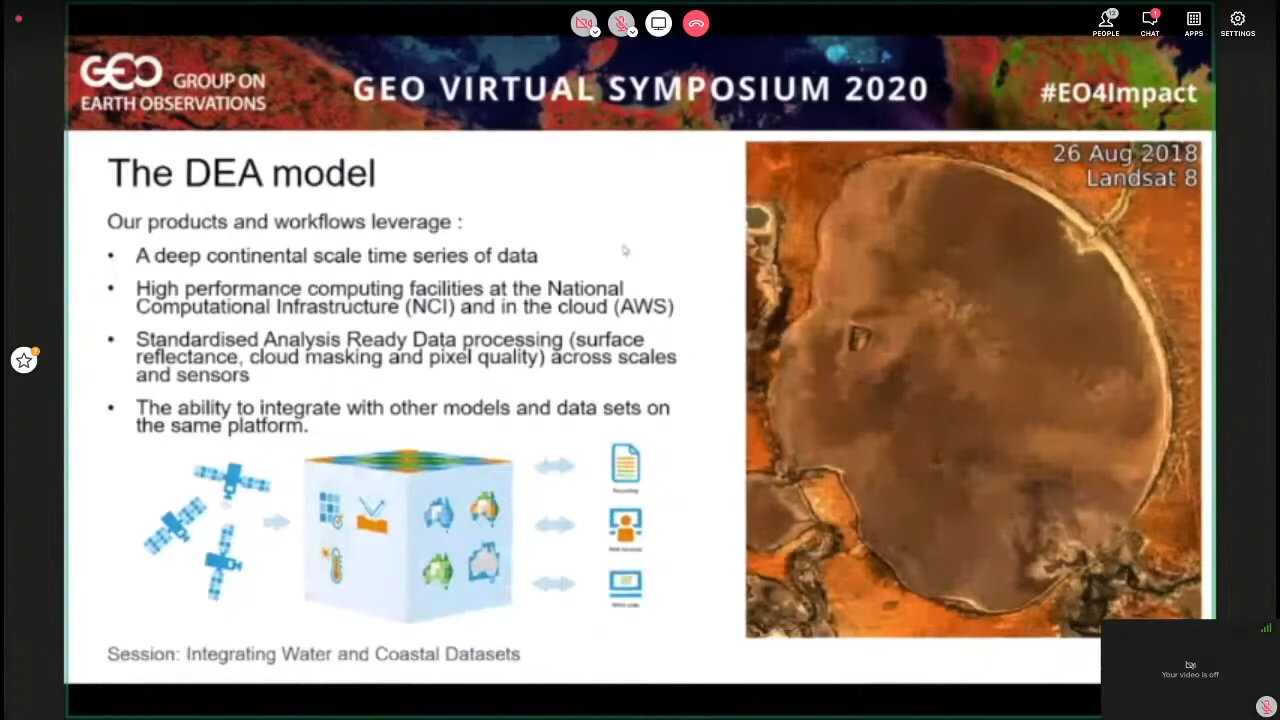 12
1
PEOPLE
CHAT
APPS
SETTINGS
GEO GROUP ON
EARTH OBSERVATIONS
GEO VIRTUAL SYMPOSIUM 2020
#EO4Impact
The DEA model
26 Aug 2018
Landsat 8
Our products and workflows leverage :
• A deep continental scale time series of data
• High performance computing facilities at the National
Computational Infrastructure (NCI) and in the cloud (AWS)
• Standardised Analysis Ready Data processing (surface
reflectance, cloud masking and pixel quality) across scales
and sensors
• The ability to integrate with other models and data sets on
the same platform.
Session: Integrating Water and Coastal Datasets
Your video is off